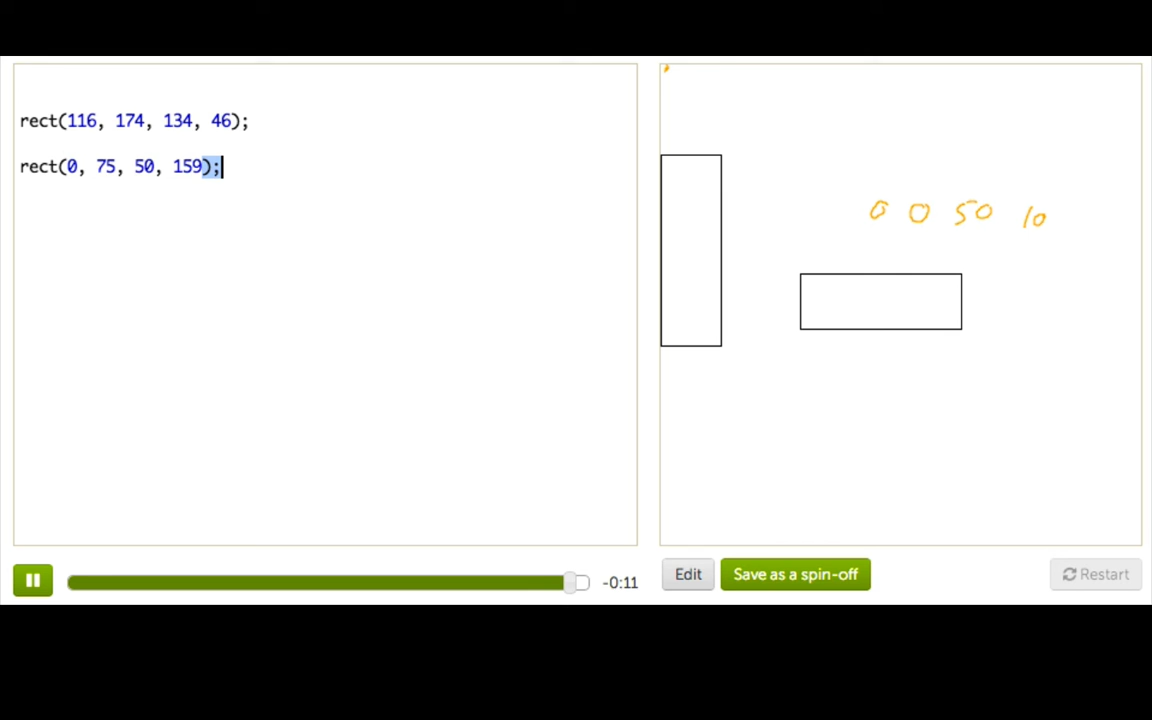 rect(116, 174, 134, 46);
rect(0, 75, 50, 159);
0 0 50 10
-0:11
Edit
Save as a spin-off
Restart